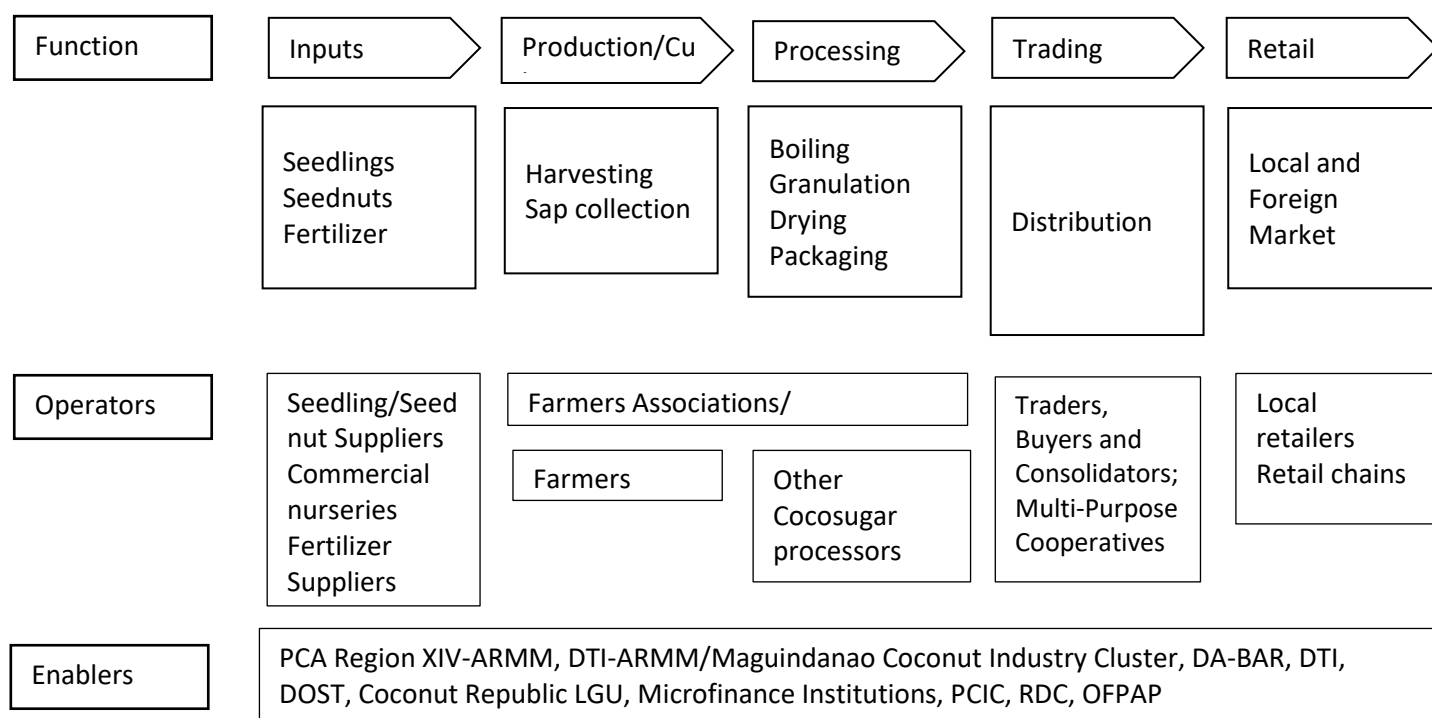 Function
Inputs
Production/Cu
Processing
Trading
Retail
Seedlings
Seednuts
Fertilizer
Harvesting
Sap collection
Boiling
Granulation
Drying
Packaging
Distribution
Local and
Foreign
Market
Operators
Seedling/Seed
nut Suppliers
Commercial
nurseries
Fertilizer
Suppliers
Farmers Associations/
Farmers
Other
Cocosugar
processors
Traders,
Buyers and
Consolidators;
Multi-Purpose
Cooperatives
Local
retailers
Retail chains
Enablers
PCA Region XIV-ARMM, DTI-ARMM/Maguindanao Coconut Industry Cluster, DA-BAR, DTI,
DOST, Coconut Republic LGU, Microfinance Institutions, PCIC, RDC, OFPAP